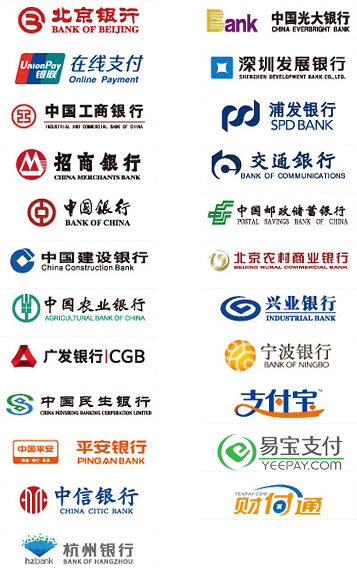 北京银行
BANK OF BEIJING
Bank
中国光大银行
CHINA EVERBRIGHT BANK
UnionPay
银联
在线支付
Online Payment
深圳发展银行
SHENZHEN DEVELOPMENT BANK CO., LTD.
中国工商银行
INDUSTRIAL AND COMMERCIAL BANK OF CHINA
浦发银行
SPD BANK
招商银行
CHINA MERCHANTS BANK
交通银行
BANK OF COMMUNICATIONS
中国银行
BANK OF CHINA
中国邮政储蓄银行
POSTAL SAVINGS BANK OF CHINA
中国建设银行
China Construction Bank
北京农村商业银行
BEIJING RURAL COMMERCIAL BANK
中国农业银行
AGRICULTURAL BANK OF CHINA
兴业银行
INDUSTRIAL BANK
广发银行|CGB
宁波银行
BANK OF NINGBO
中国民生银行
CHINA MINSHENG BANKING CORPORATION LIMITED
支付宝
中国平安
平安银行
PING AN BANK
易宝支付
YEEPAY.COM
中信银行
CHINA CITIC BANK
TENPAY.COM
财付通
hzbank
杭州银行
BANK OF HANGZHOU